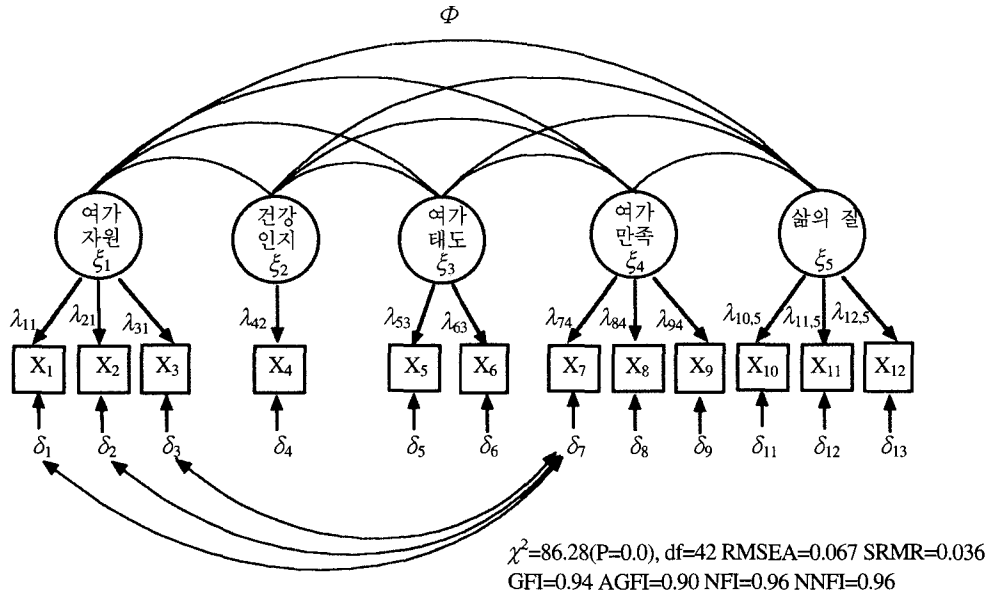 Φ
여가 자원 ξ1
건강 인지 ξ2
여가 태도 ξ3
여가 만족 ξ4
삶의 질 ξ5
λ11 λ21 λ31 λ42 λ53 λ63 λ74 λ84 λ94 λ10,5 λ11,5 λ12,5
X1 X2 X3 X4 X5 X6 X7 X8 X9 X10 X11 X12
δ1 δ2 δ3 δ4 δ5 δ6 δ7 δ8 δ9 δ11 δ12 δ13
χ²=86.28(P=0.0), df=42 RMSEA=0.067 SRMR=0.036
GFI=0.94 AGFI=0.90 NFI=0.96 NNFI=0.96